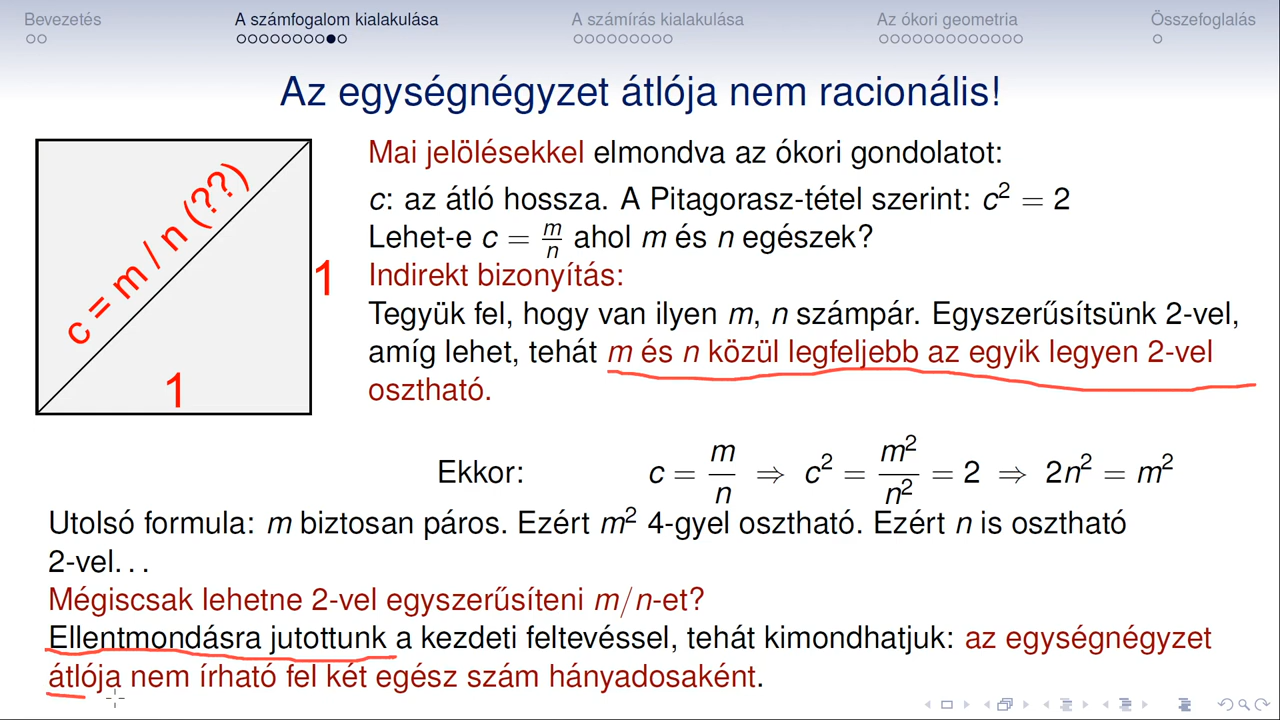 Bevezetés
A számfogalom kialakulása
A számírás kialakulása
Az ókori geometria
Összefoglalás
Az egységnégyzet átlója nem racionális!
c = m / n (??)
1
1
Mai jelölésekkel elmondva az ókori gondolatot:
c: az átló hossza. A Pitagorasz-tétel szerint: c² = 2
Lehet-e c = m/n ahol m és n egészek?
Indirekt bizonyítás:
Tegyük fel, hogy van ilyen m, n számpár. Egyszerűsítsünk 2-vel,
amíg lehet, tehát m és n közül legfeljebb az egyik legyen 2-vel
osztható.
Ekkor: c = m/n ⇒ c² = m²/n² = 2 ⇒ 2n² = m²
Utolsó formula: m biztosan páros. Ezért m² 4-gyel osztható. Ezért n is osztható
2-vel...
Mégiscsak lehetne 2-vel egyszerűsíteni m/n-et?
Ellentmondásra jutottunk a kezdeti feltevéssel, tehát kimondhatjuk: az egységnégyzet
átlója nem írható fel két egész szám hányadosaként.